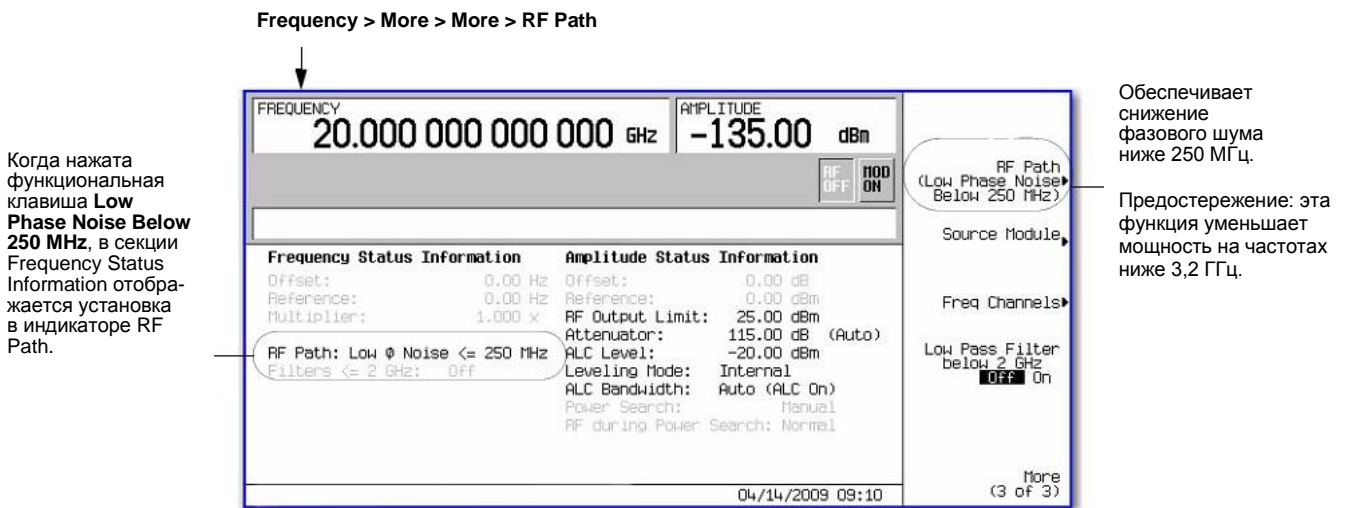 Frequency > More > More > RF Path
Когда нажата
функциональная
клавиша Low
Phase Noise Below
250 MHz, в секции
Frequency Status
Information отобра-
жается установка
в индикаторе RF
Path.
FREQUENCY
20.000 000 000 000 GHz
AMPLITUDE
-135.00 dBm
RF
OFF
MOD
ON
Frequency Status Information
Offset: 0.00 Hz
Reference: 0.00 Hz
Multiplier: 1.000 x
RF Path: Low Φ Noise <= 250 MHz
Filters <= 2 GHz: Off
Amplitude Status Information
Offset: 0.00 dB
Reference: 0.00 dBm
RF Output Limit: 25.00 dBm
Attenuator: 115.00 dB (Auto)
ALC Level: -20.00 dBm
Leveling Mode: Internal
ALC Bandwidth: Auto (ALC On)
Power Search: Manual
RF during Power Search: Normal
04/14/2009 09:10
RF Path
(Low Phase Noise
Below 250 MHz)
Source Module
Freq Channels
Low Pass Filter
below 2 GHz
Off On
More
(3 of 3)
Обеспечивает
снижение
фазового шума
ниже 250 МГц.
Предостережение: эта
функция уменьшает
мощность на частотах
ниже 3,2 ГГц.